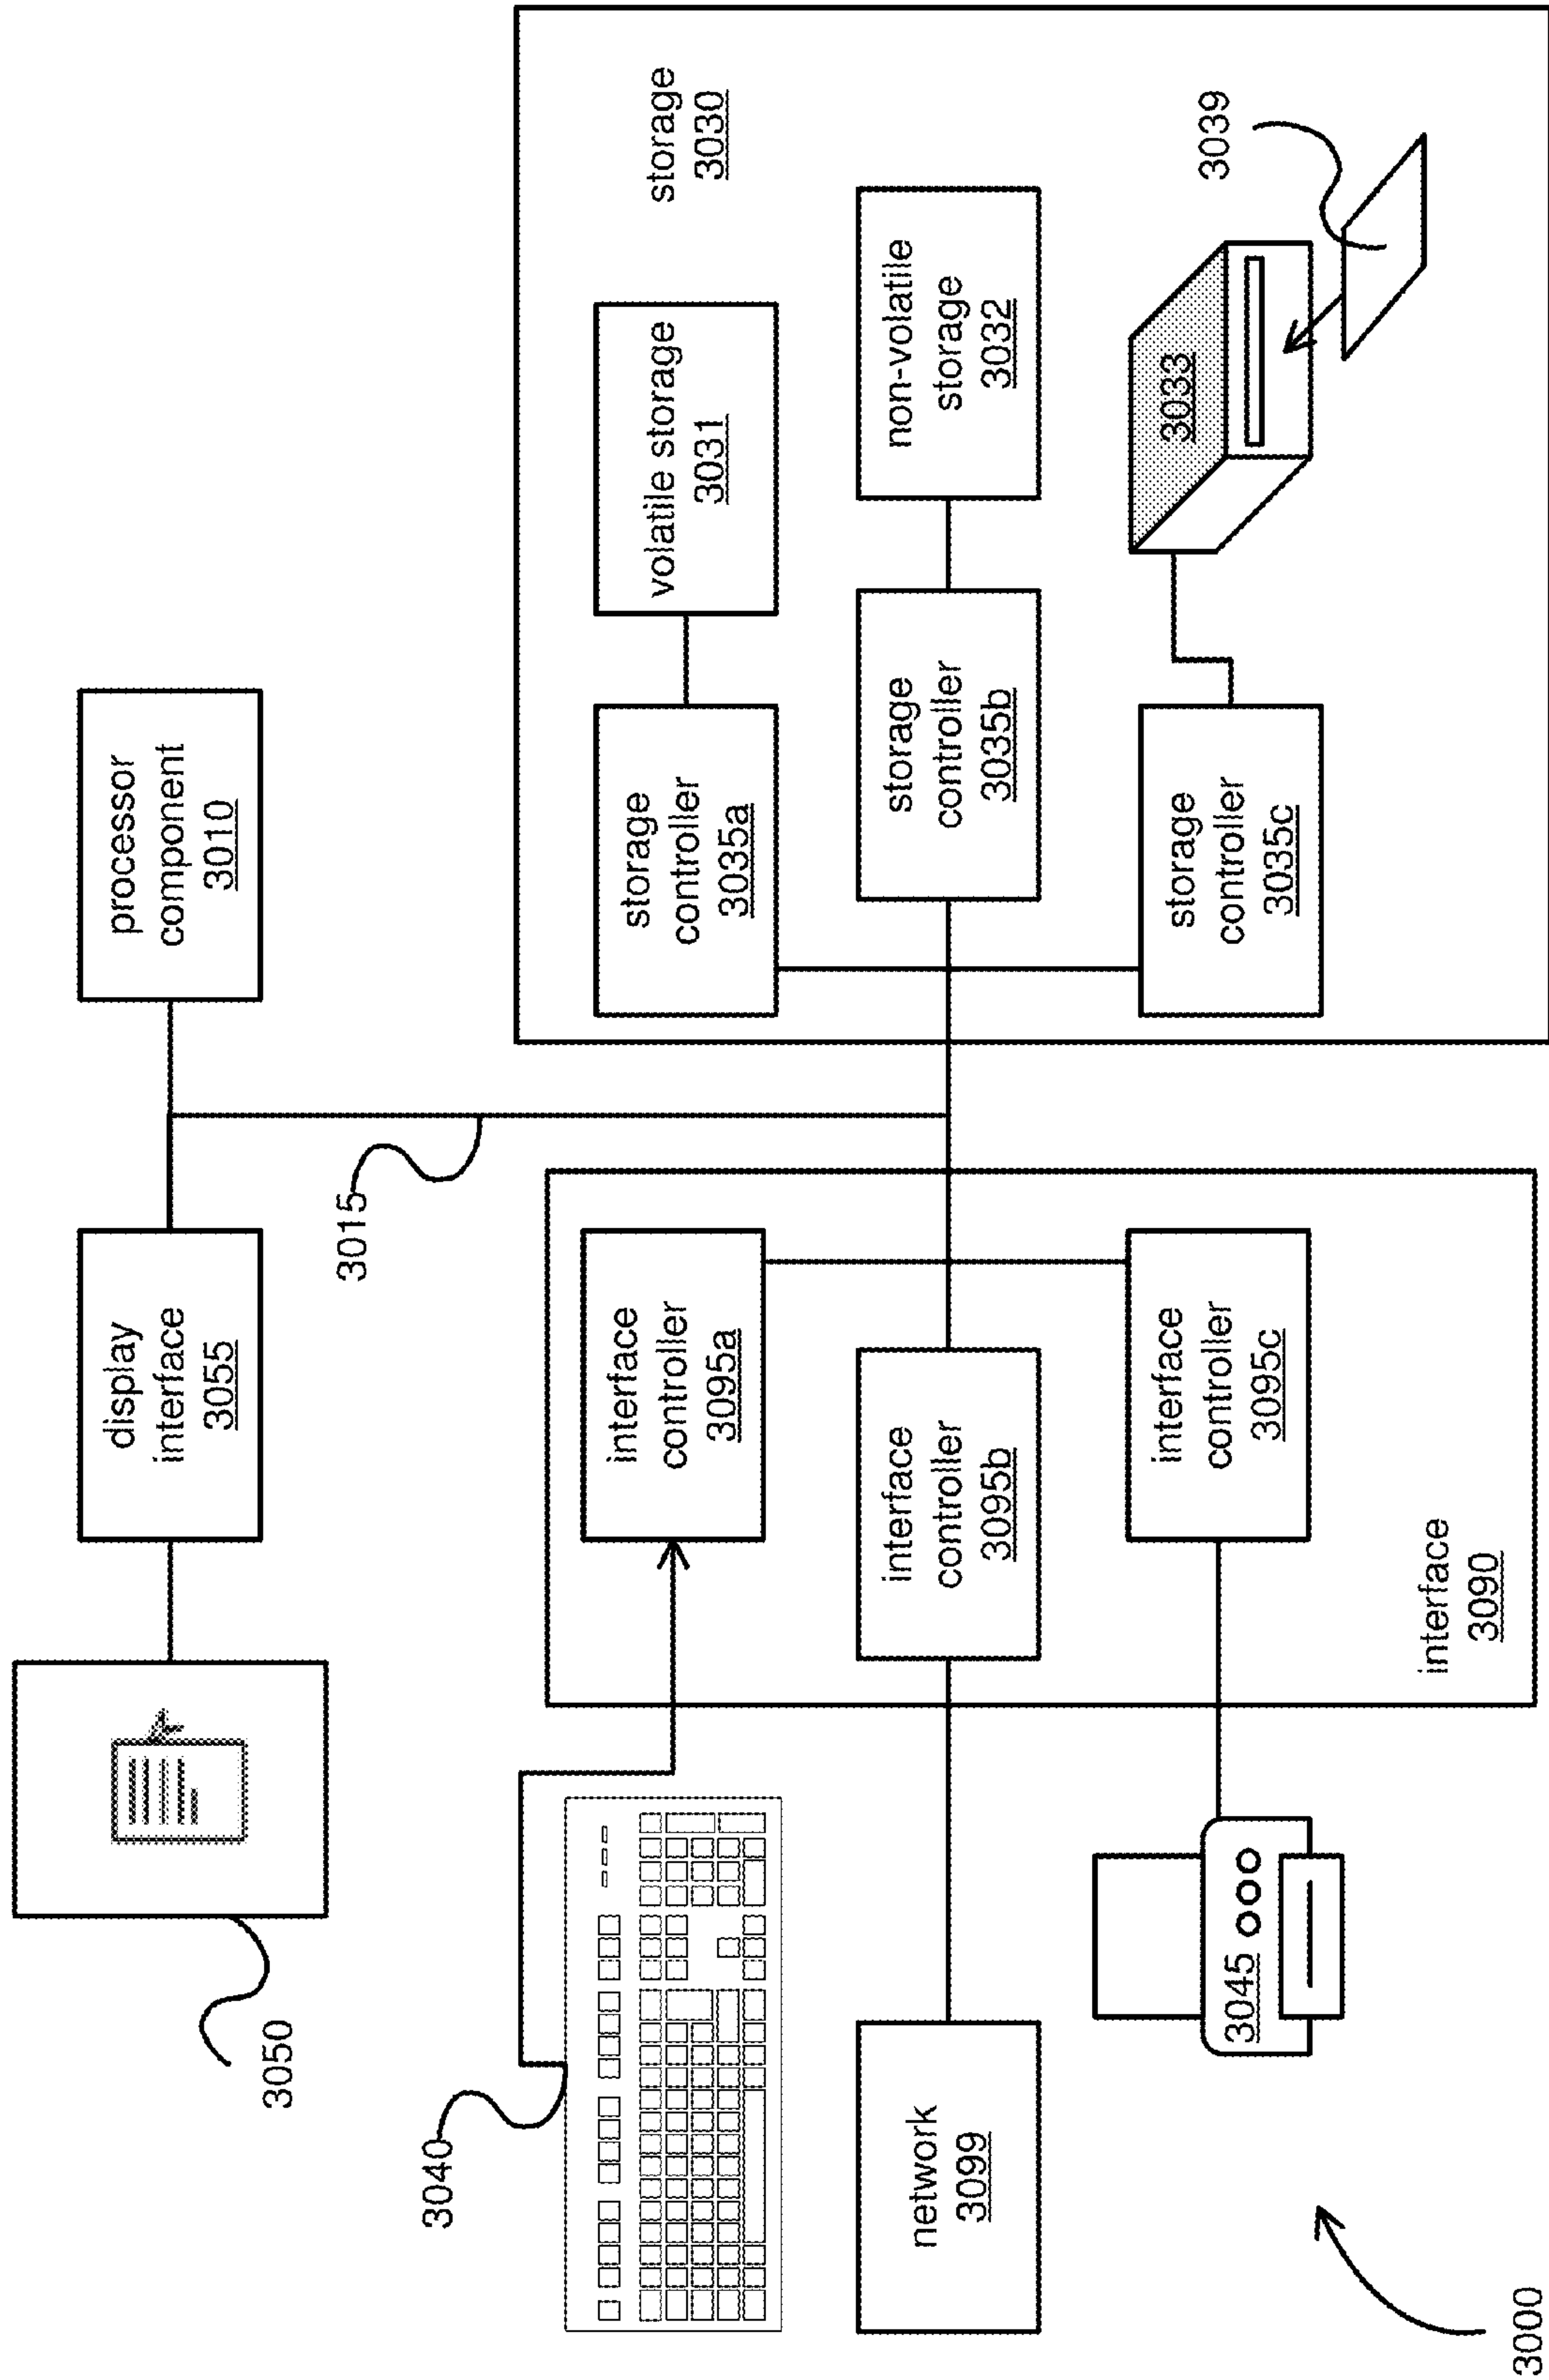 processor
component
3010
display
interface
3055
3050
3015
storage
3030
volatile storage
3031
storage
controller
3035a
non-volatile
storage
3032
storage
controller
3035b
3033
3039
storage
controller
3035c
interface
controller
3095a
interface
controller
3095b
interface
controller
3095c
interface
3090
3040
network
3099
3045
3000